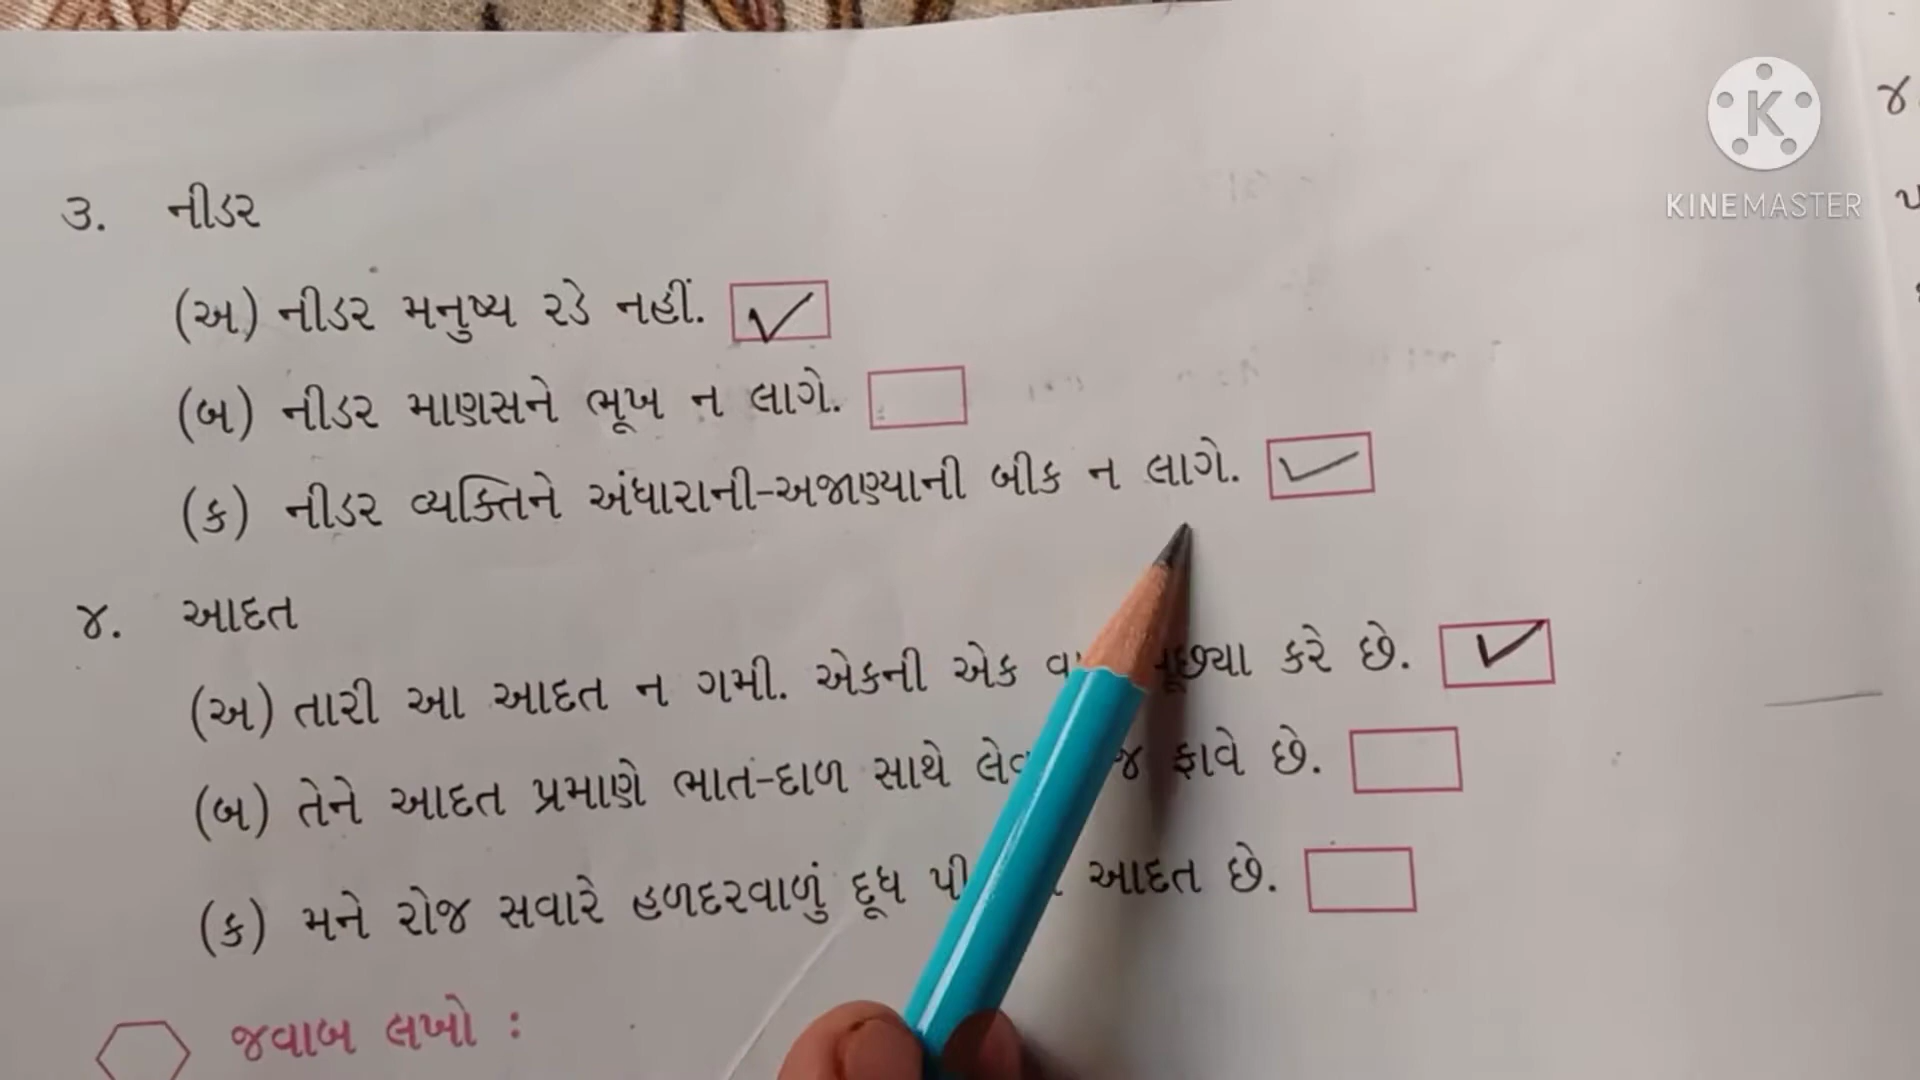 KINEMASTER
૩. નીડર
(અ) નીડર મનુષ્ય રડે નહીં.
(બ) નીડર માણસને ભૂખ ન લાગે.
(ક) નીડર વ્યક્તિને અંધારાની-અજાણ્યાની બીક ન લાગે.
૪. આદત
(અ) તારી આ આદત ન ગમી. એકની એક કરે છે.
(બ) તેને આદત પ્રમાણે ભાત-દાળ સાથે જ ફાવે છે.
(ક) મને રોજ સવારે હળદરવાળું દૂધ આદત છે.
જવાબ લખો :